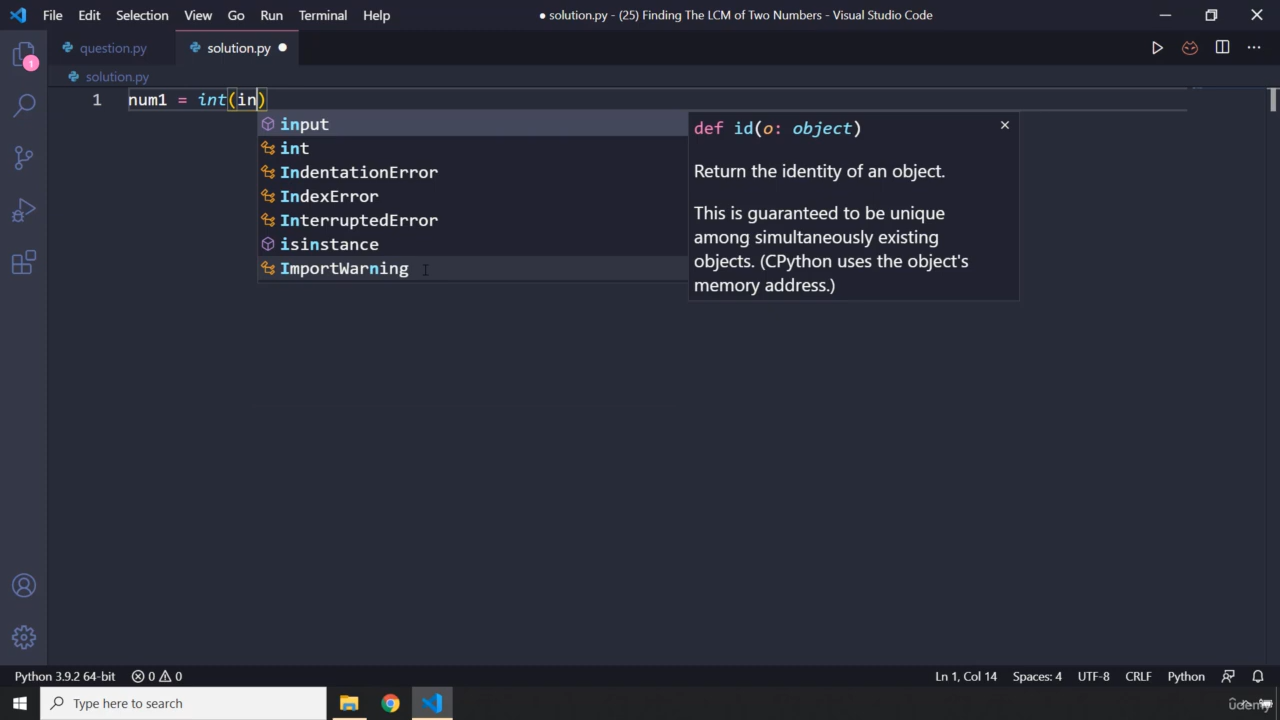 File Edit Selection View Go Run Terminal Help
● solution.py - (25) Finding The LCM of Two Numbers - Visual Studio Code
question.py solution.py
solution.py
1 num1 = int(in)
input
int
IndentationError
IndexError
InterruptedError
isinstance
ImportWarning
def id(o: object)
Return the identity of an object.
This is guaranteed to be unique
among simultaneously existing
objects. (CPython uses the object's
memory address.)
1
Python 3.9.2 64-bit 0 0
Ln 1, Col 14 Spaces: 4 UTF-8 CRLF Python
Type here to search
udemy